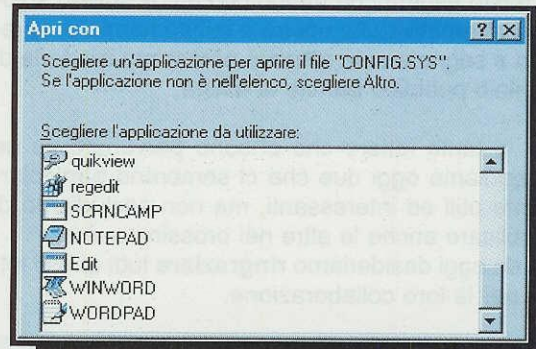 Apri con
Scegliere un'applicazione per aprire il file "CONFIG.SYS".
Se l'applicazione non è nell'elenco, scegliere Altro.
Scegliere l'applicazione da utilizzare:
quikview
regedit
SCRNCAMP
NOTEPAD
Edit
WINWORD
WORDPAD